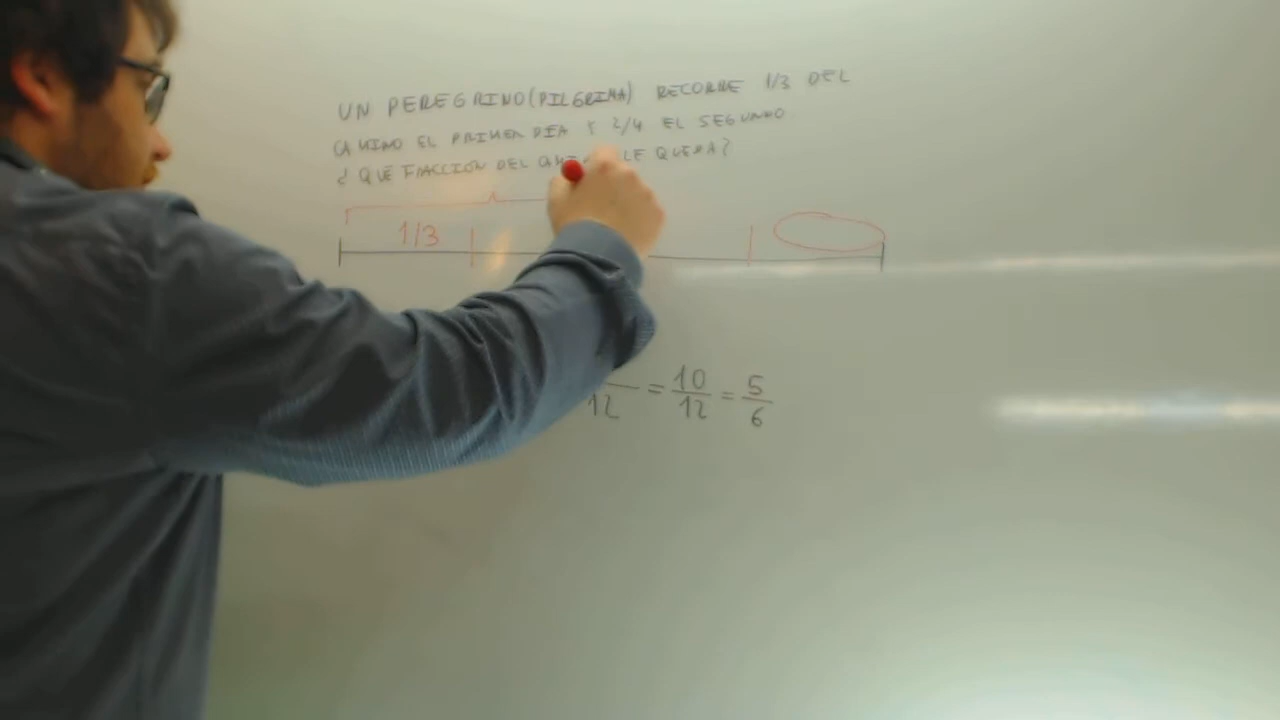 UN PEREGRINO (PILGRIMA) RECORRE 1/3 DEL
CAMINO EL PRIMER DIA Y 2/4 EL SEGUNDO
¿QUÉ FRACCIÓN DEL LE QUEDA?
1/3
12 = 10/12 = 5/6